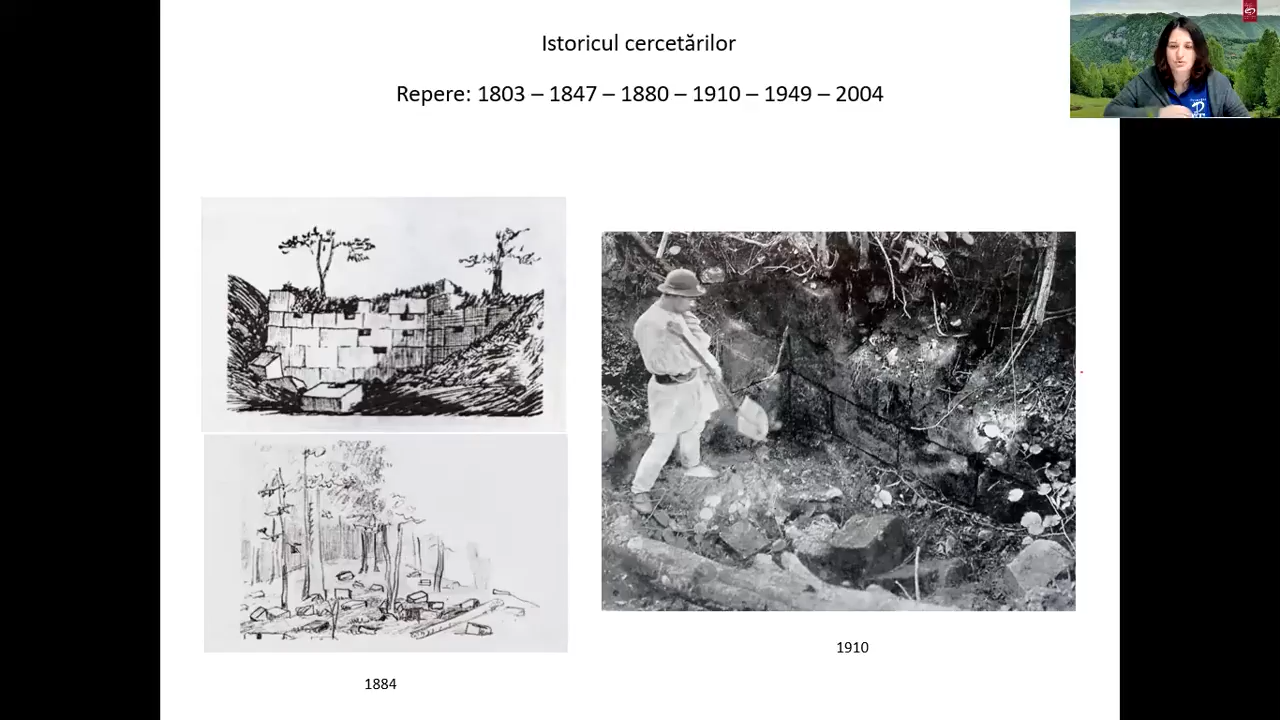 Istoricul cercetărilor
Repere: 1803 – 1847 – 1880 – 1910 – 1949 – 2004
1910
1884